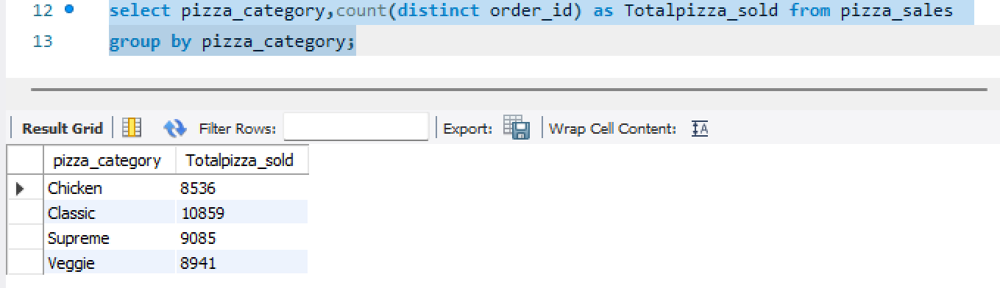 12 select pizza_category,count(distinct order_id) as Totalpizza_sold from pizza_sales
13 group by pizza_category;
Result Grid Filter Rows: Export: Wrap Cell Content: IA
pizza_category Totalpizza_sold
Chicken 8536
Classic 10859
Supreme 9085
Veggie 8941